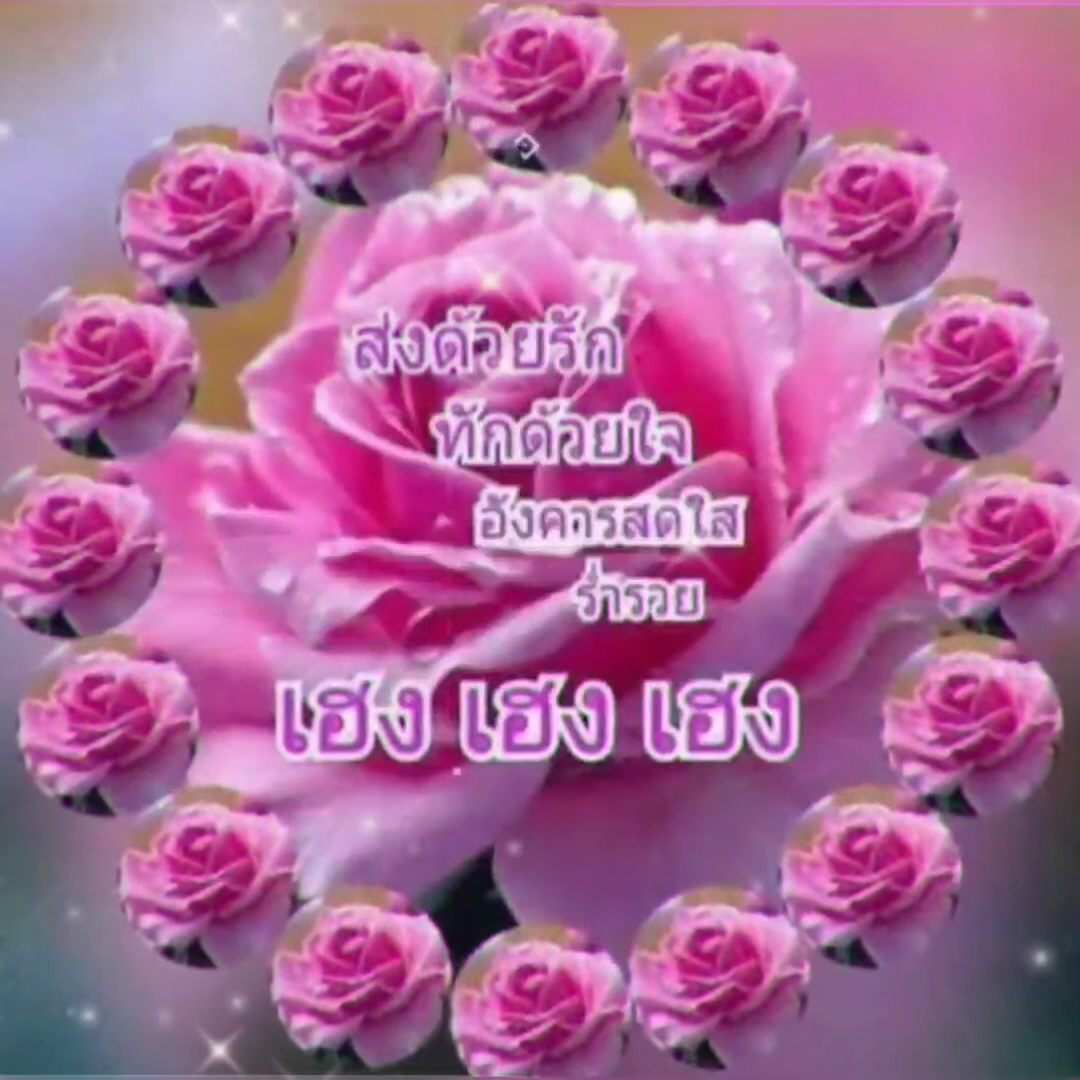 ส่งด้วยรัก
ทักด้วยใจ
อังคารสดใส
ร่ำรวย
เฮง เฮง เฮง